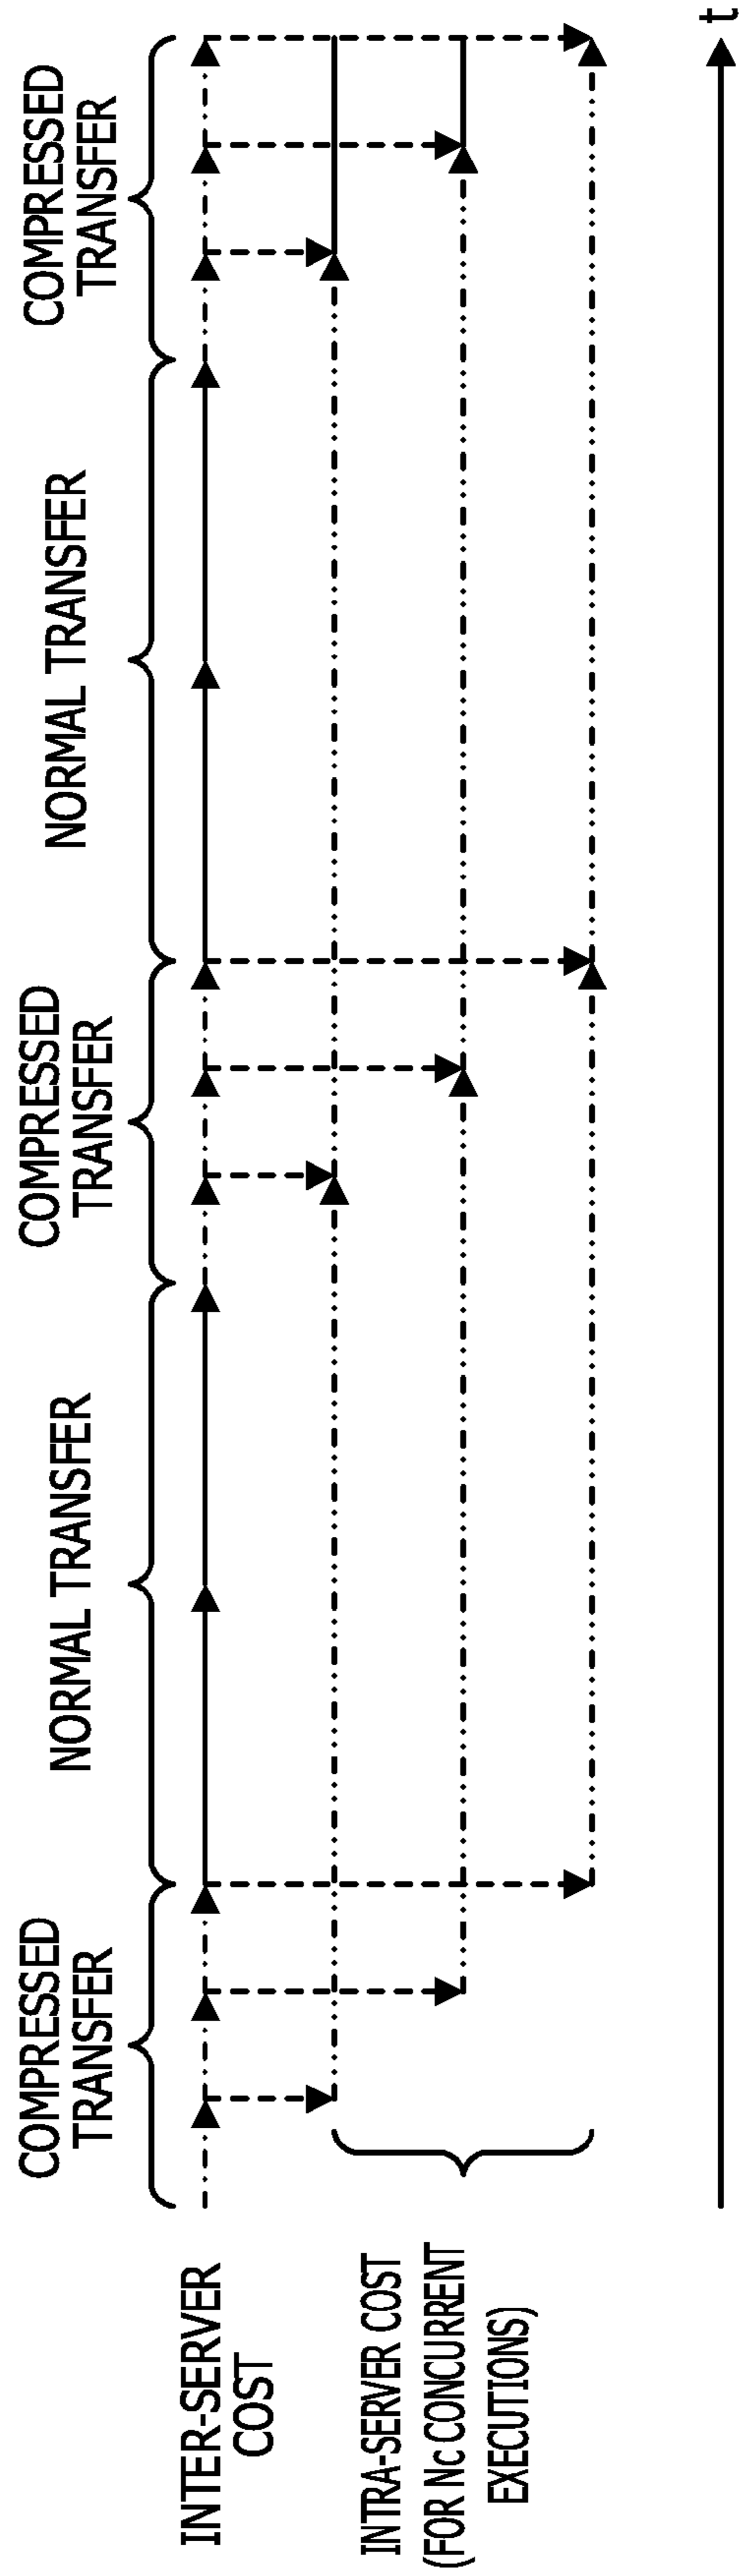 COMPRESSED
TRANSFER
NORMAL TRANSFER
COMPRESSED
TRANSFER
NORMAL TRANSFER
COMPRESSED
TRANSFER
INTER-SERVER
COST
INTRA-SERVER COST
(FOR Nc CONCURRENT
EXECUTIONS)
t